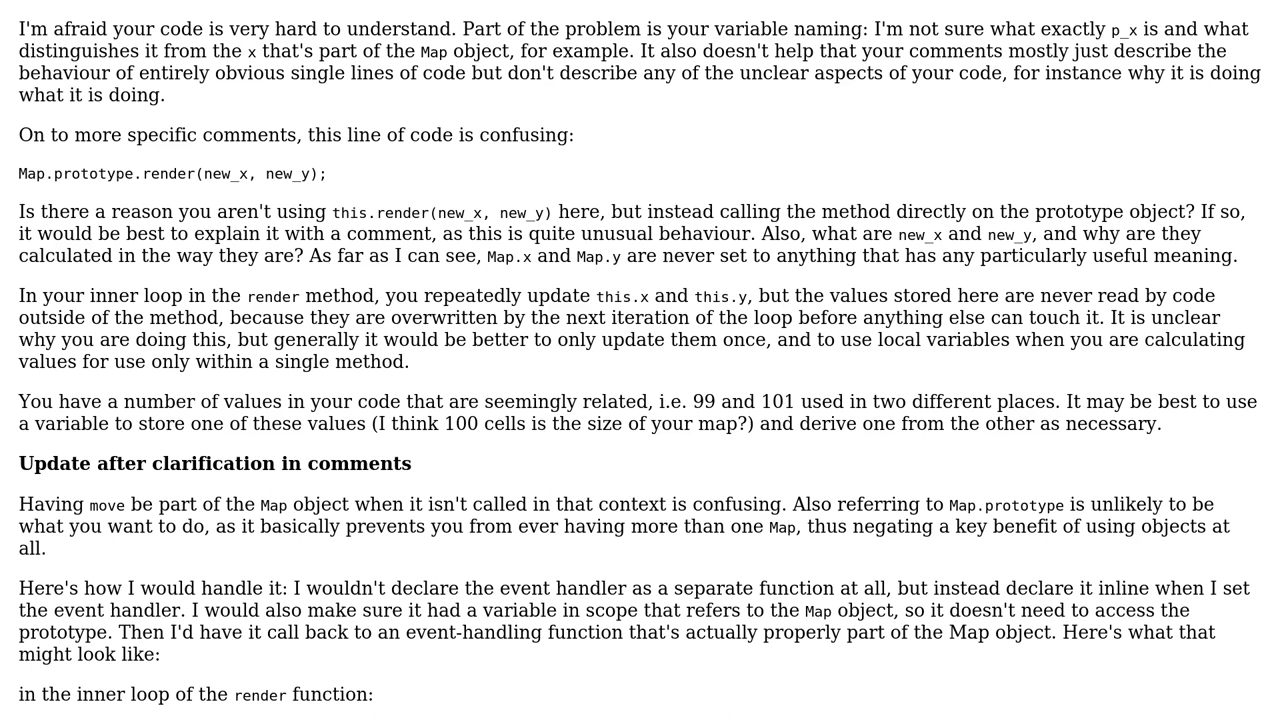 I'm afraid your code is very hard to understand. Part of the problem is your variable naming: I'm not sure what exactly p_x is and what
distinguishes it from the x that's part of the Map object, for example. It also doesn't help that your comments mostly just describe the
behaviour of entirely obvious single lines of code but don't describe any of the unclear aspects of your code, for instance why it is doing
what it is doing.
On to more specific comments, this line of code is confusing:
Map.prototype.render(new_x, new_y);
Is there a reason you aren't using this.render(new_x, new_y) here, but instead calling the method directly on the prototype object? If so,
it would be best to explain it with a comment, as this is quite unusual behaviour. Also, what are new_x and new_y, and why are they
calculated in the way they are? As far as I can see, Map.x and Map.y are never set to anything that has any particularly useful meaning.
In your inner loop in the render method, you repeatedly update this.x and this.y, but the values stored here are never read by code
outside of the method, because they are overwritten by the next iteration of the loop before anything else can touch it. It is unclear
why you are doing this, but generally it would be better to only update them once, and to use local variables when you are calculating
values for use only within a single method.
You have a number of values in your code that are seemingly related, i.e. 99 and 101 used in two different places. It may be best to use
a variable to store one of these values (I think 100 cells is the size of your map?) and derive one from the other as necessary.
Update after clarification in comments
Having move be part of the Map object when it isn't called in that context is confusing. Also referring to Map.prototype is unlikely to be
what you want to do, as it basically prevents you from ever having more than one Map, thus negating a key benefit of using objects at
all.
Here's how I would handle it: I wouldn't declare the event handler as a separate function at all, but instead declare it inline when I set
the event handler. I would also make sure it had a variable in scope that refers to the Map object, so it doesn't need to access the
prototype. Then I'd have it call back to an event-handling function that's actually properly part of the Map object. Here's what that
might look like:
in the inner loop of the render function: